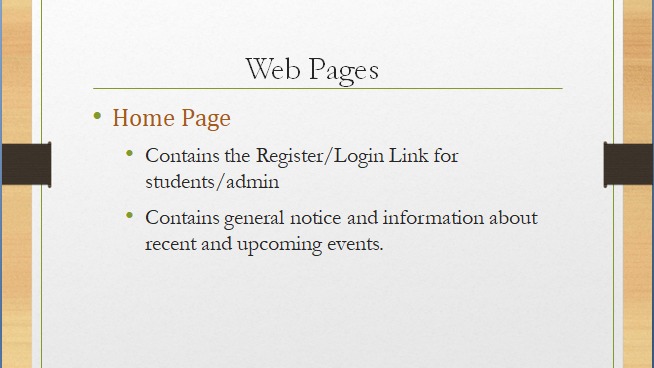 Web Pages
• Home Page
• Contains the Register/Login Link for
students/admin
• Contains general notice and information about
recent and upcoming events.